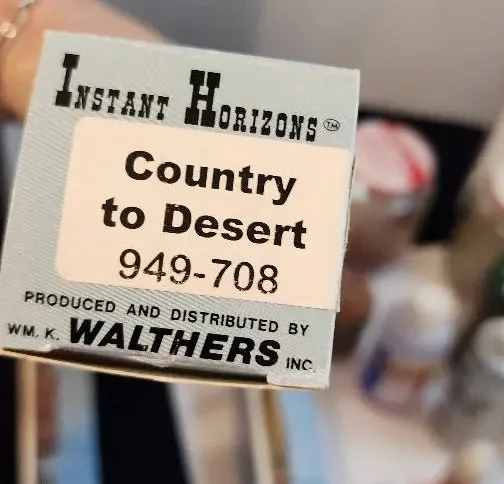 INSTANT HORIZONS™
Country
to Desert
949-708
PRODUCED AND DISTRIBUTED BY
WM. K. WALTHERS INC.